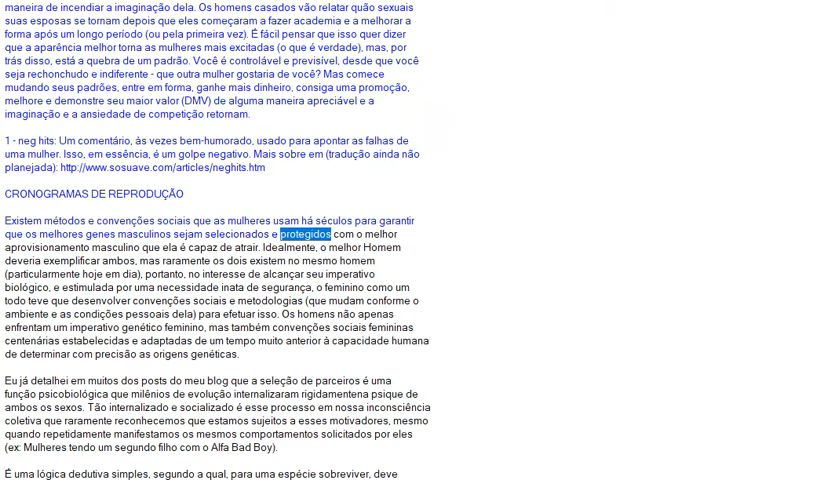 maneira de incendiar a imaginação dela. Os homens casados vão relatar quão sexuais
suas esposas se tornam depois que eles começaram a fazer academia e a melhorar a
forma após um longo período (ou pela primeira vez). É fácil pensar que isso quer dizer
que a aparência melhor torna as mulheres mais excitadas (o que é verdade), mas, por
trás disso, está a quebra de um padrão. Você é controlável e previsível, desde que você
seja rechonchudo e indiferente - que outra mulher gostaria de você? Mas comece
mudando seus padrões, entre em forma, ganhe mais dinheiro, consiga uma promoção,
melhore e demonstre seu maior valor (DMV) de alguma maneira apreciável e a
imaginação e a ansiedade de competição retornam.
1 - neg hits: Um comentário, às vezes bem-humorado, usado para apontar as falhas de
uma mulher. Isso, em essência, é um golpe negativo. Mais sobre em (tradução ainda não
planejada): http://www.sosuave.com/articles/neghits.htm
CRONOGRAMAS DE REPRODUÇÃO
Existem métodos e convenções sociais que as mulheres usam há séculos para garantir
que os melhores genes masculinos sejam selecionados e protegidos com o melhor
aprovisionamento masculino que ela é capaz de atrair. Idealmente, o melhor Homem
deveria exemplificar ambos, mas raramente os dois existem no mesmo homem
(particularmente hoje em dia), portanto, no interesse de alcançar seu imperativo
biológico, e estimulada por uma necessidade inata de segurança, o feminino como um
todo teve que desenvolver convenções sociais e metodologias (que mudam conforme o
ambiente e as condições pessoais dela) para efetuar isso. Os homens não apenas
enfrentam um imperativo genético feminino, mas também convenções sociais femininas
centenárias estabelecidas e adaptadas de um tempo muito anterior à capacidade humana
de determinar com precisão as origens genéticas.
Eu já detalhei em muitos dos posts do meu blog que a seleção de parceiros é uma
função psicobiológica que milênios de evolução internalizaram rigidamentena psique de
ambos os sexos. Tão internalizado e socializado é esse processo em nossa inconsciência
coletiva que raramente reconhecemos que estamos sujeitos a esses motivadores, mesmo
quando repetidamente manifestamos os mesmos comportamentos solicitados por eles
(ex: Mulheres tendo um segundo filho com o Alfa Bad Boy).
É uma lógica dedutiva simples, segundo a qual, para uma espécie sobreviver, deve